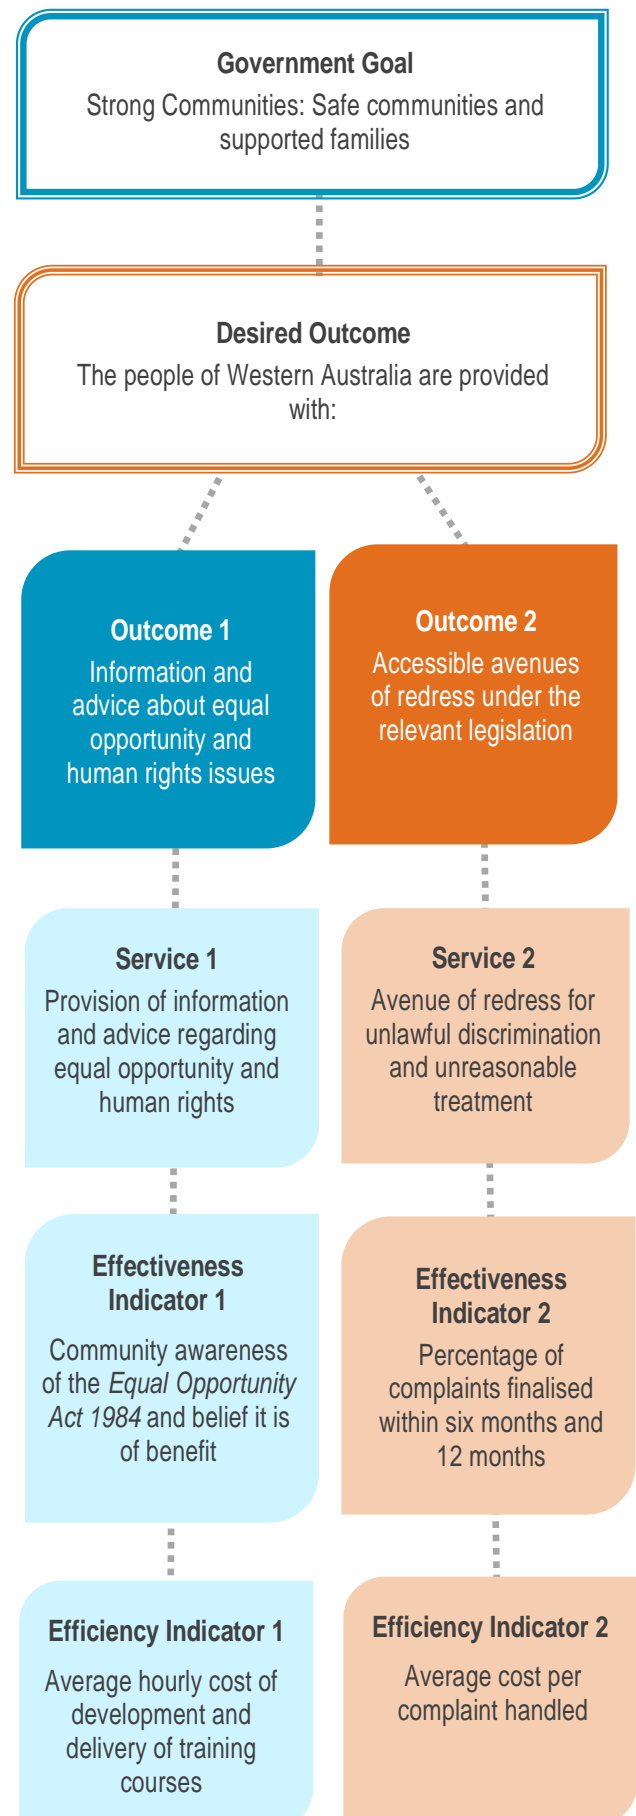 Government Goal
Strong Communities: Safe communities and
supported families
Desired Outcome
The people of Western Australia are provided
with:
Outcome 1
Information and
advice about equal
opportunity and
human rights issues
Outcome 2
Accessible avenues
of redress under the
relevant legislation
Service 1
Provision of information
and advice regarding
equal opportunity and
human rights
Service 2
Avenue of redress for
unlawful discrimination
and unreasonable
treatment
Effectiveness
Indicator 1
Community awareness
of the Equal Opportunity
Act 1984 and belief it is
of benefit
Effectiveness
Indicator 2
Percentage of
complaints finalised
within six months and
12 months
Efficiency Indicator 1
Average hourly cost of
development and
delivery of training
courses
Efficiency Indicator 2
Average cost per
complaint handled